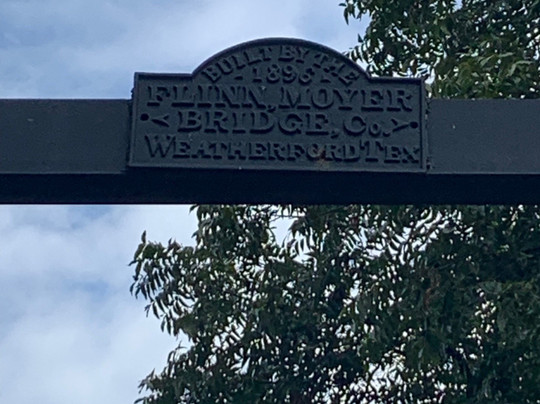 BUILT BY THE
1896
FLINN, MOYER
BRIDGE, Co.
WEATHERFORD TEX